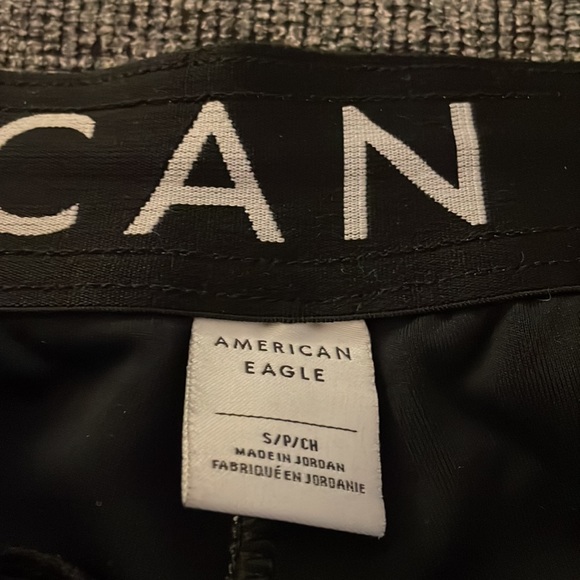 CAN
AMERICAN
EAGLE
S/P/CH
MADE IN JORDAN
FABRIQUÉ EN JORDANIE